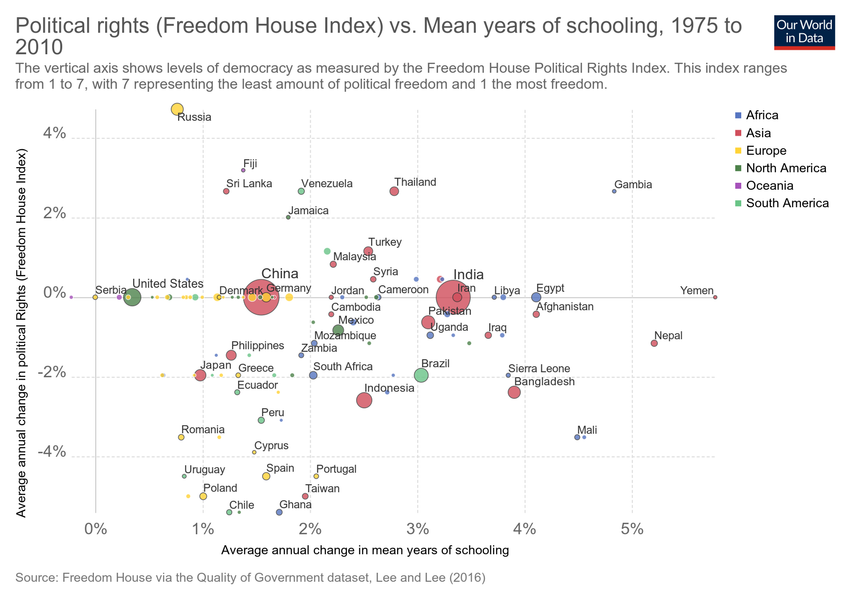 Political rights (Freedom House Index) vs. Mean years of schooling, 1975 to
2010
Our World
in Data
The vertical axis shows levels of democracy as measured by the Freedom House Political Rights Index. This index ranges
from 1 to 7, with 7 representing the least amount of political freedom and 1 the most freedom.
Average annual change in political Rights (Freedom House Index)
4%
2%
0%
-2%
-4%
Russia
Fiji
Sri Lanka
Venezuela
Thailand
Gambia
Jamaica
Turkey
Malaysia
Syria
China
India
Serbia
United States
Denmark
Germany
Jordan
Cameroon
Iran
Libya
Egypt
Yemen
Cambodia
Pakistan
Afghanistan
Mexico
Mozambique
Uganda
Iraq
Nepal
Philippines
Zambia
Japan
Greece
South Africa
Brazil
Sierra Leone
Ecuador
Indonesia
Bangladesh
Peru
Romania
Mali
Cyprus
Uruguay
Spain
Portugal
Poland
Taiwan
Chile
Ghana
0%
1%
2%
3%
4%
5%
Average annual change in mean years of schooling
Africa
Asia
Europe
North America
Oceania
South America
Source: Freedom House via the Quality of Government dataset, Lee and Lee (2016)